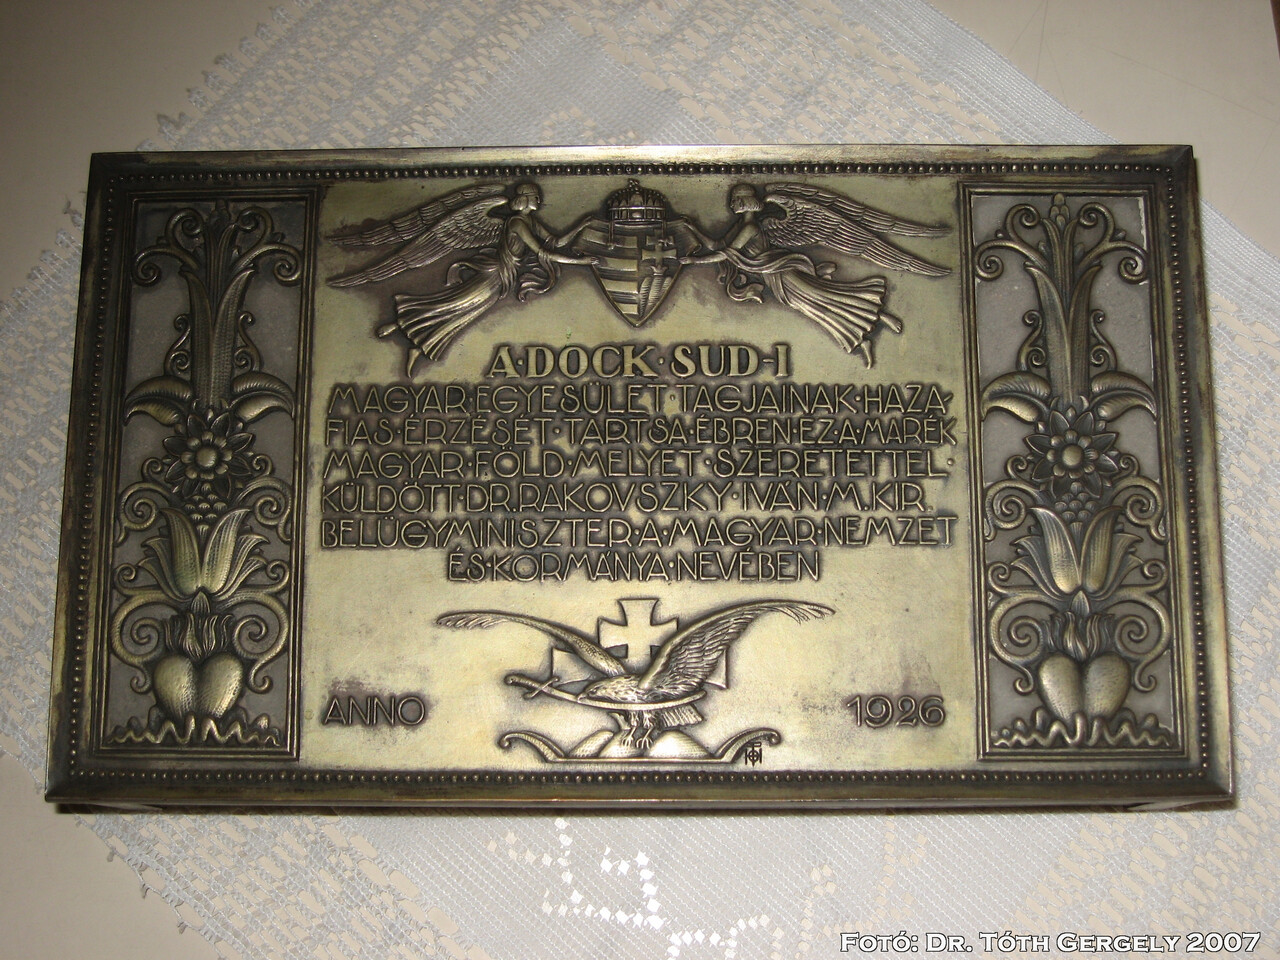 A·DOCK·SUD-I
MAGYAR·EGYESÜLET·TAGJAINAK·HAZA-
FIAS·ÉRZÉSÉT·TARTSA·ÉBREN·EZ·A·MARÉK
MAGYAR·FÖLD·MELYET·SZERETETTEL·
KÜLDÖTT·DR.RAKOVSZKY·IVÁN·M.KIR.
BELÜGYMINISZTER·A·MAGYAR·NEMZET
ÉS·KORMÁNYA·NEVÉBEN
ANNO 1926
Fotó: Dr. Tóth Gergely 2007